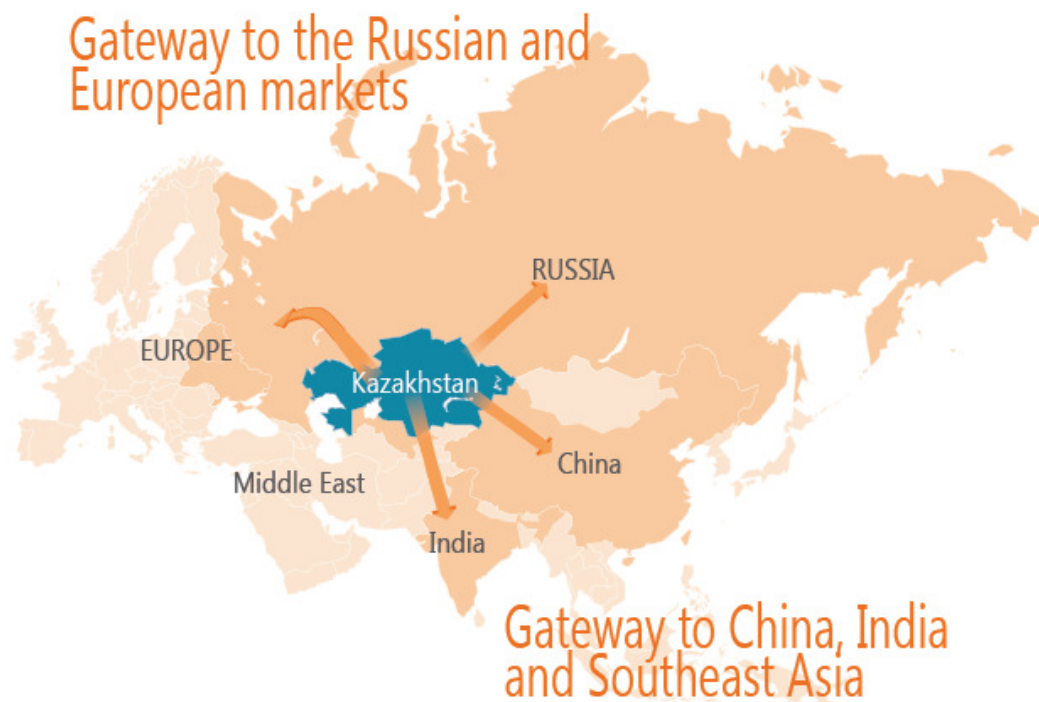 Gateway to the Russian and
European markets
RUSSIA
EUROPE
Kazakhstan
China
Middle East
India
Gateway to China, India
and Southeast Asia